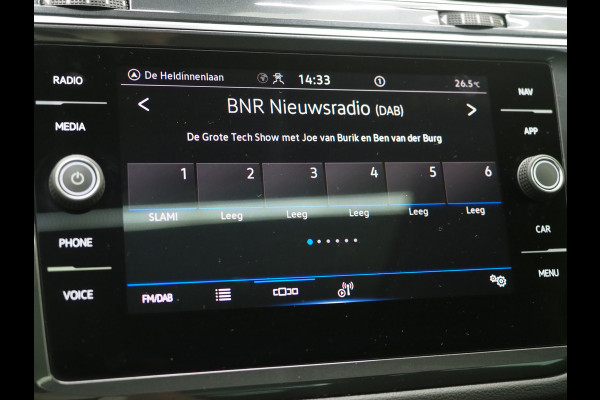 RADIO
MEDIA
PHONE
VOICE
De Heldinnenlaan 14:33 1 26.5°C
BNR Nieuwsradio (DAB)
De Grote Tech Show met Joe van Burik en Ben van der Burg
1 2 3 4 5 6
SLAM! Leeg Leeg Leeg Leeg Leeg
FM/DAB
NAV
APP
CAR
MENU